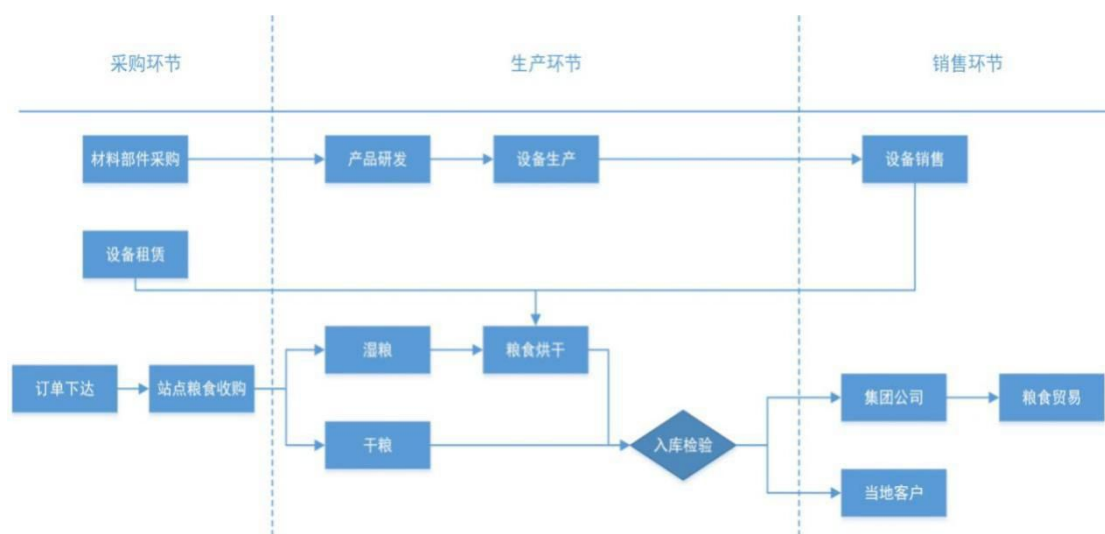 采购环节
生产环节
销售环节
材料部件采购
产品研发
设备生产
设备销售
设备租赁
湿粮
粮食烘干
订单下达
站点粮食收购
集团公司
粮食贸易
干粮
入库检验
当地客户